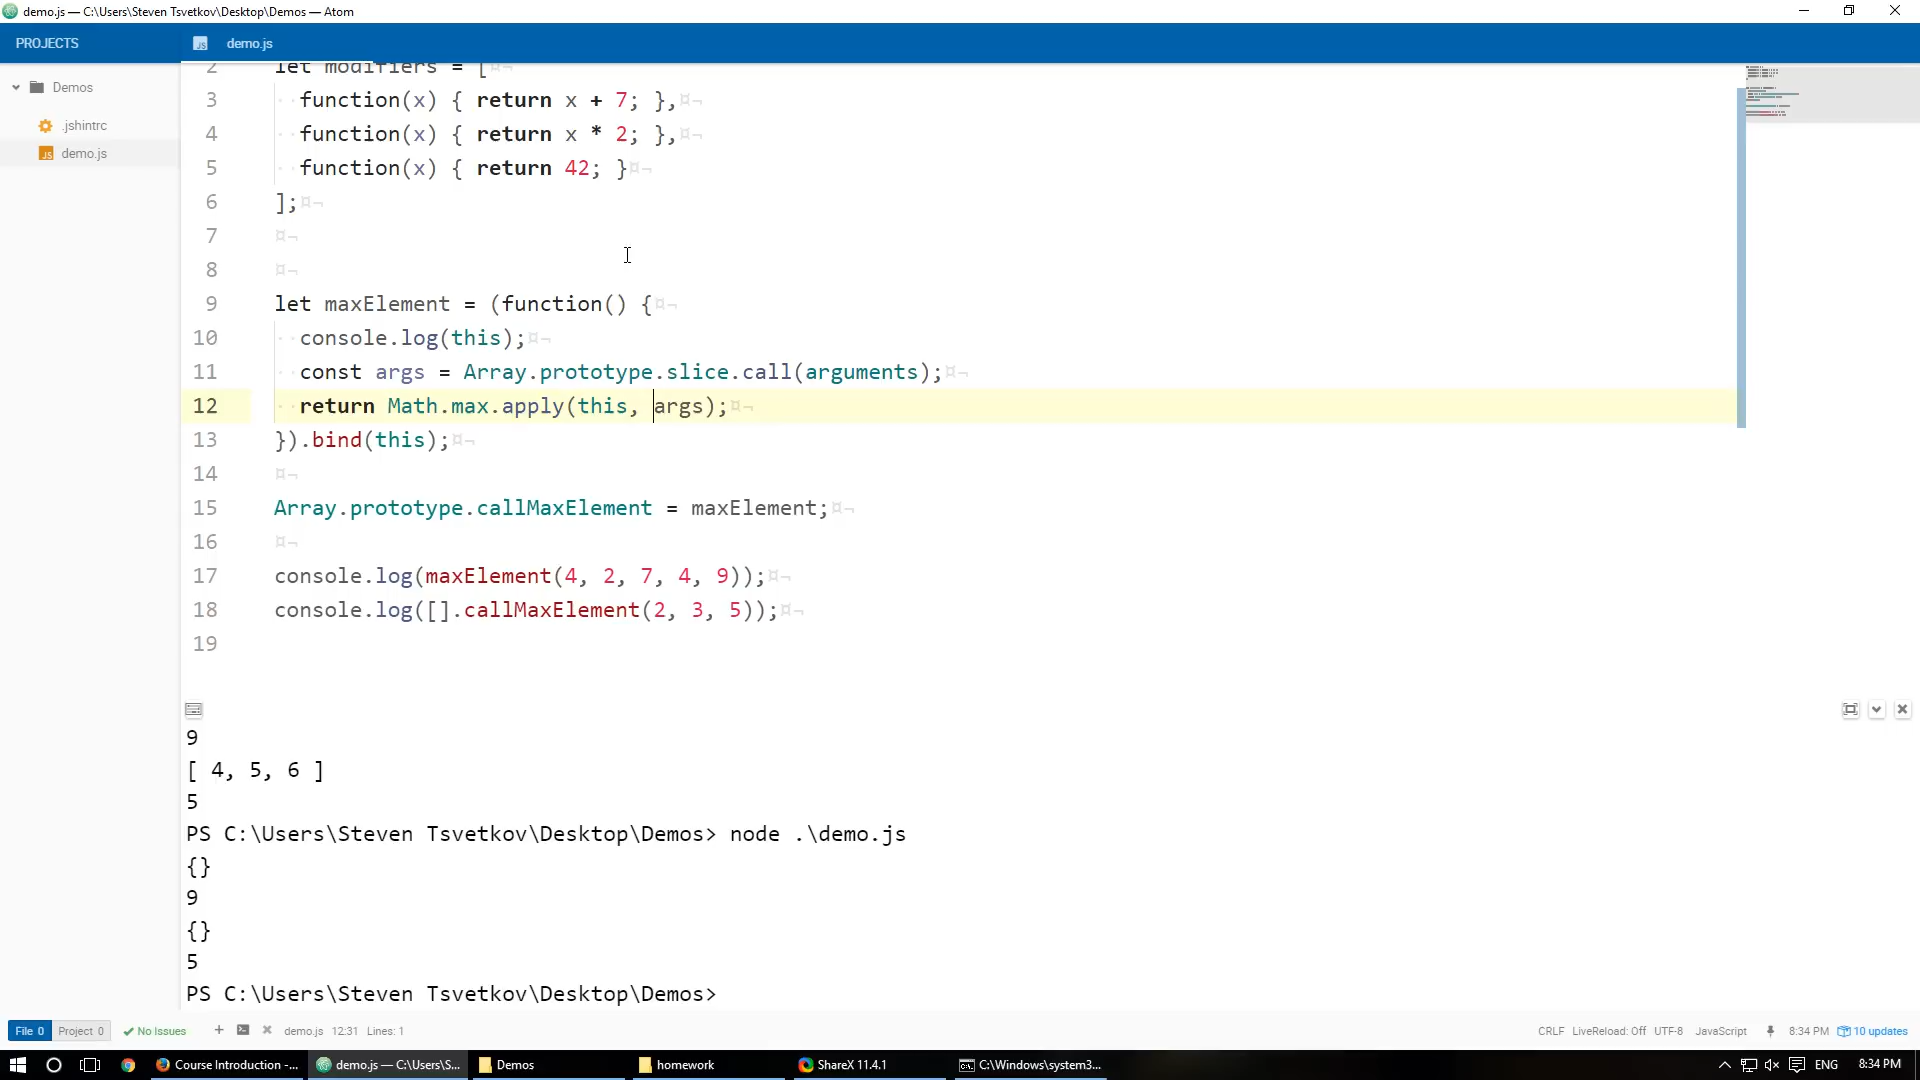 demo.js — C:\Users\Steven Tsvetkov\Desktop\Demos — Atom
PROJECTS
demo.js
Demos
.jshintrc
demo.js
2 let modifiers = [
3 function(x) { return x + 7; },
4 function(x) { return x * 2; },
5 function(x) { return 42; }
6 ];
7
8
9 let maxElement = (function() {
10 console.log(this);
11 const args = Array.prototype.slice.call(arguments);
12 return Math.max.apply(this, args);
13 }).bind(this);
14
15 Array.prototype.callMaxElement = maxElement;
16
17 console.log(maxElement(4, 2, 7, 4, 9));
18 console.log([].callMaxElement(2, 3, 5));
19
9
[ 4, 5, 6 ]
5
PS C:\Users\Steven Tsvetkov\Desktop\Demos> node .\demo.js
{}
9
{}
5
PS C:\Users\Steven Tsvetkov\Desktop\Demos>
File 0 Project 0 No Issues demo.js 12:31 Lines: 1 CRLF LiveReload: Off UTF-8 JavaScript 8:34 PM 10 updates
Course Introduction -... demo.js — C:\Users\S... Demos homework ShareX 11.4.1 C:\Windows\system3... ENG 8:34 PM